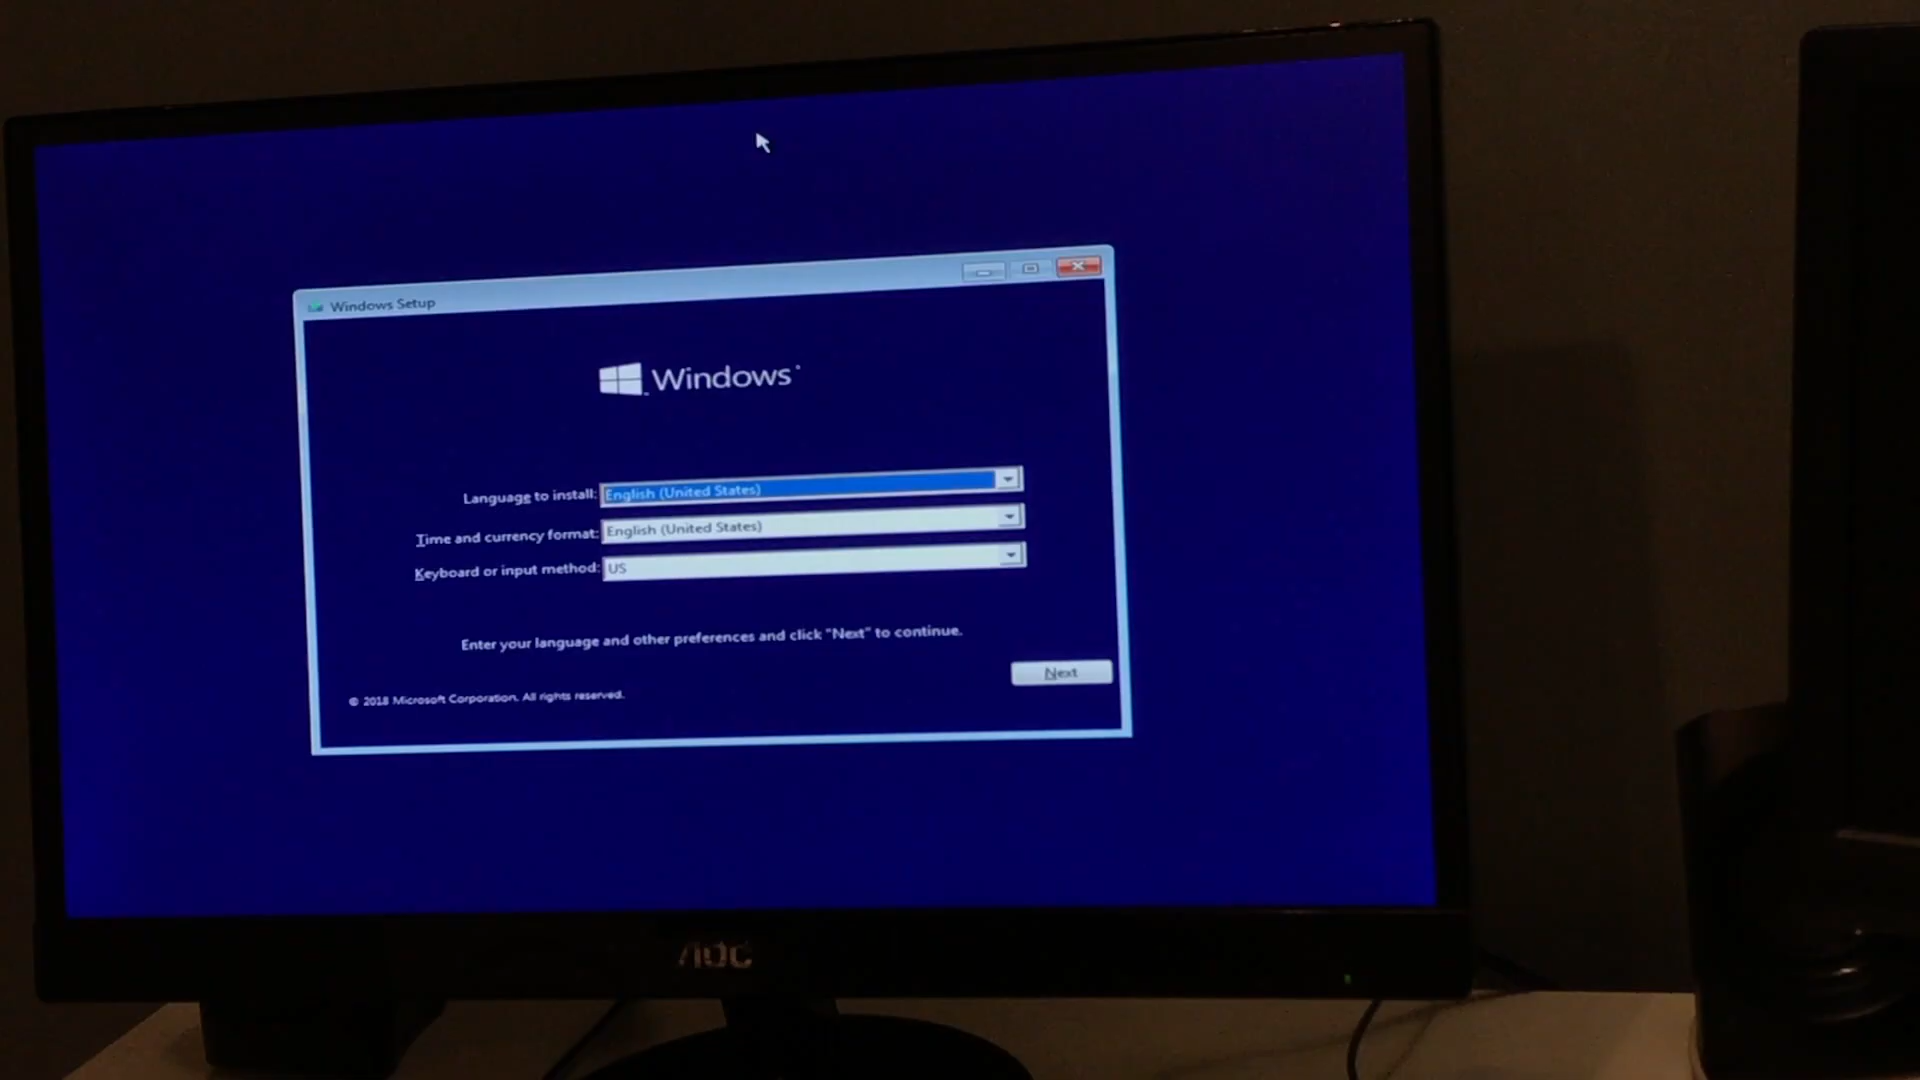 Windows Setup
Windows
Language to install: English (United States)
Time and currency format: English (United States)
Keyboard or input method: US
Enter your language and other preferences and click "Next" to continue.
Next
© 2018 Microsoft Corporation. All rights reserved.
AOC